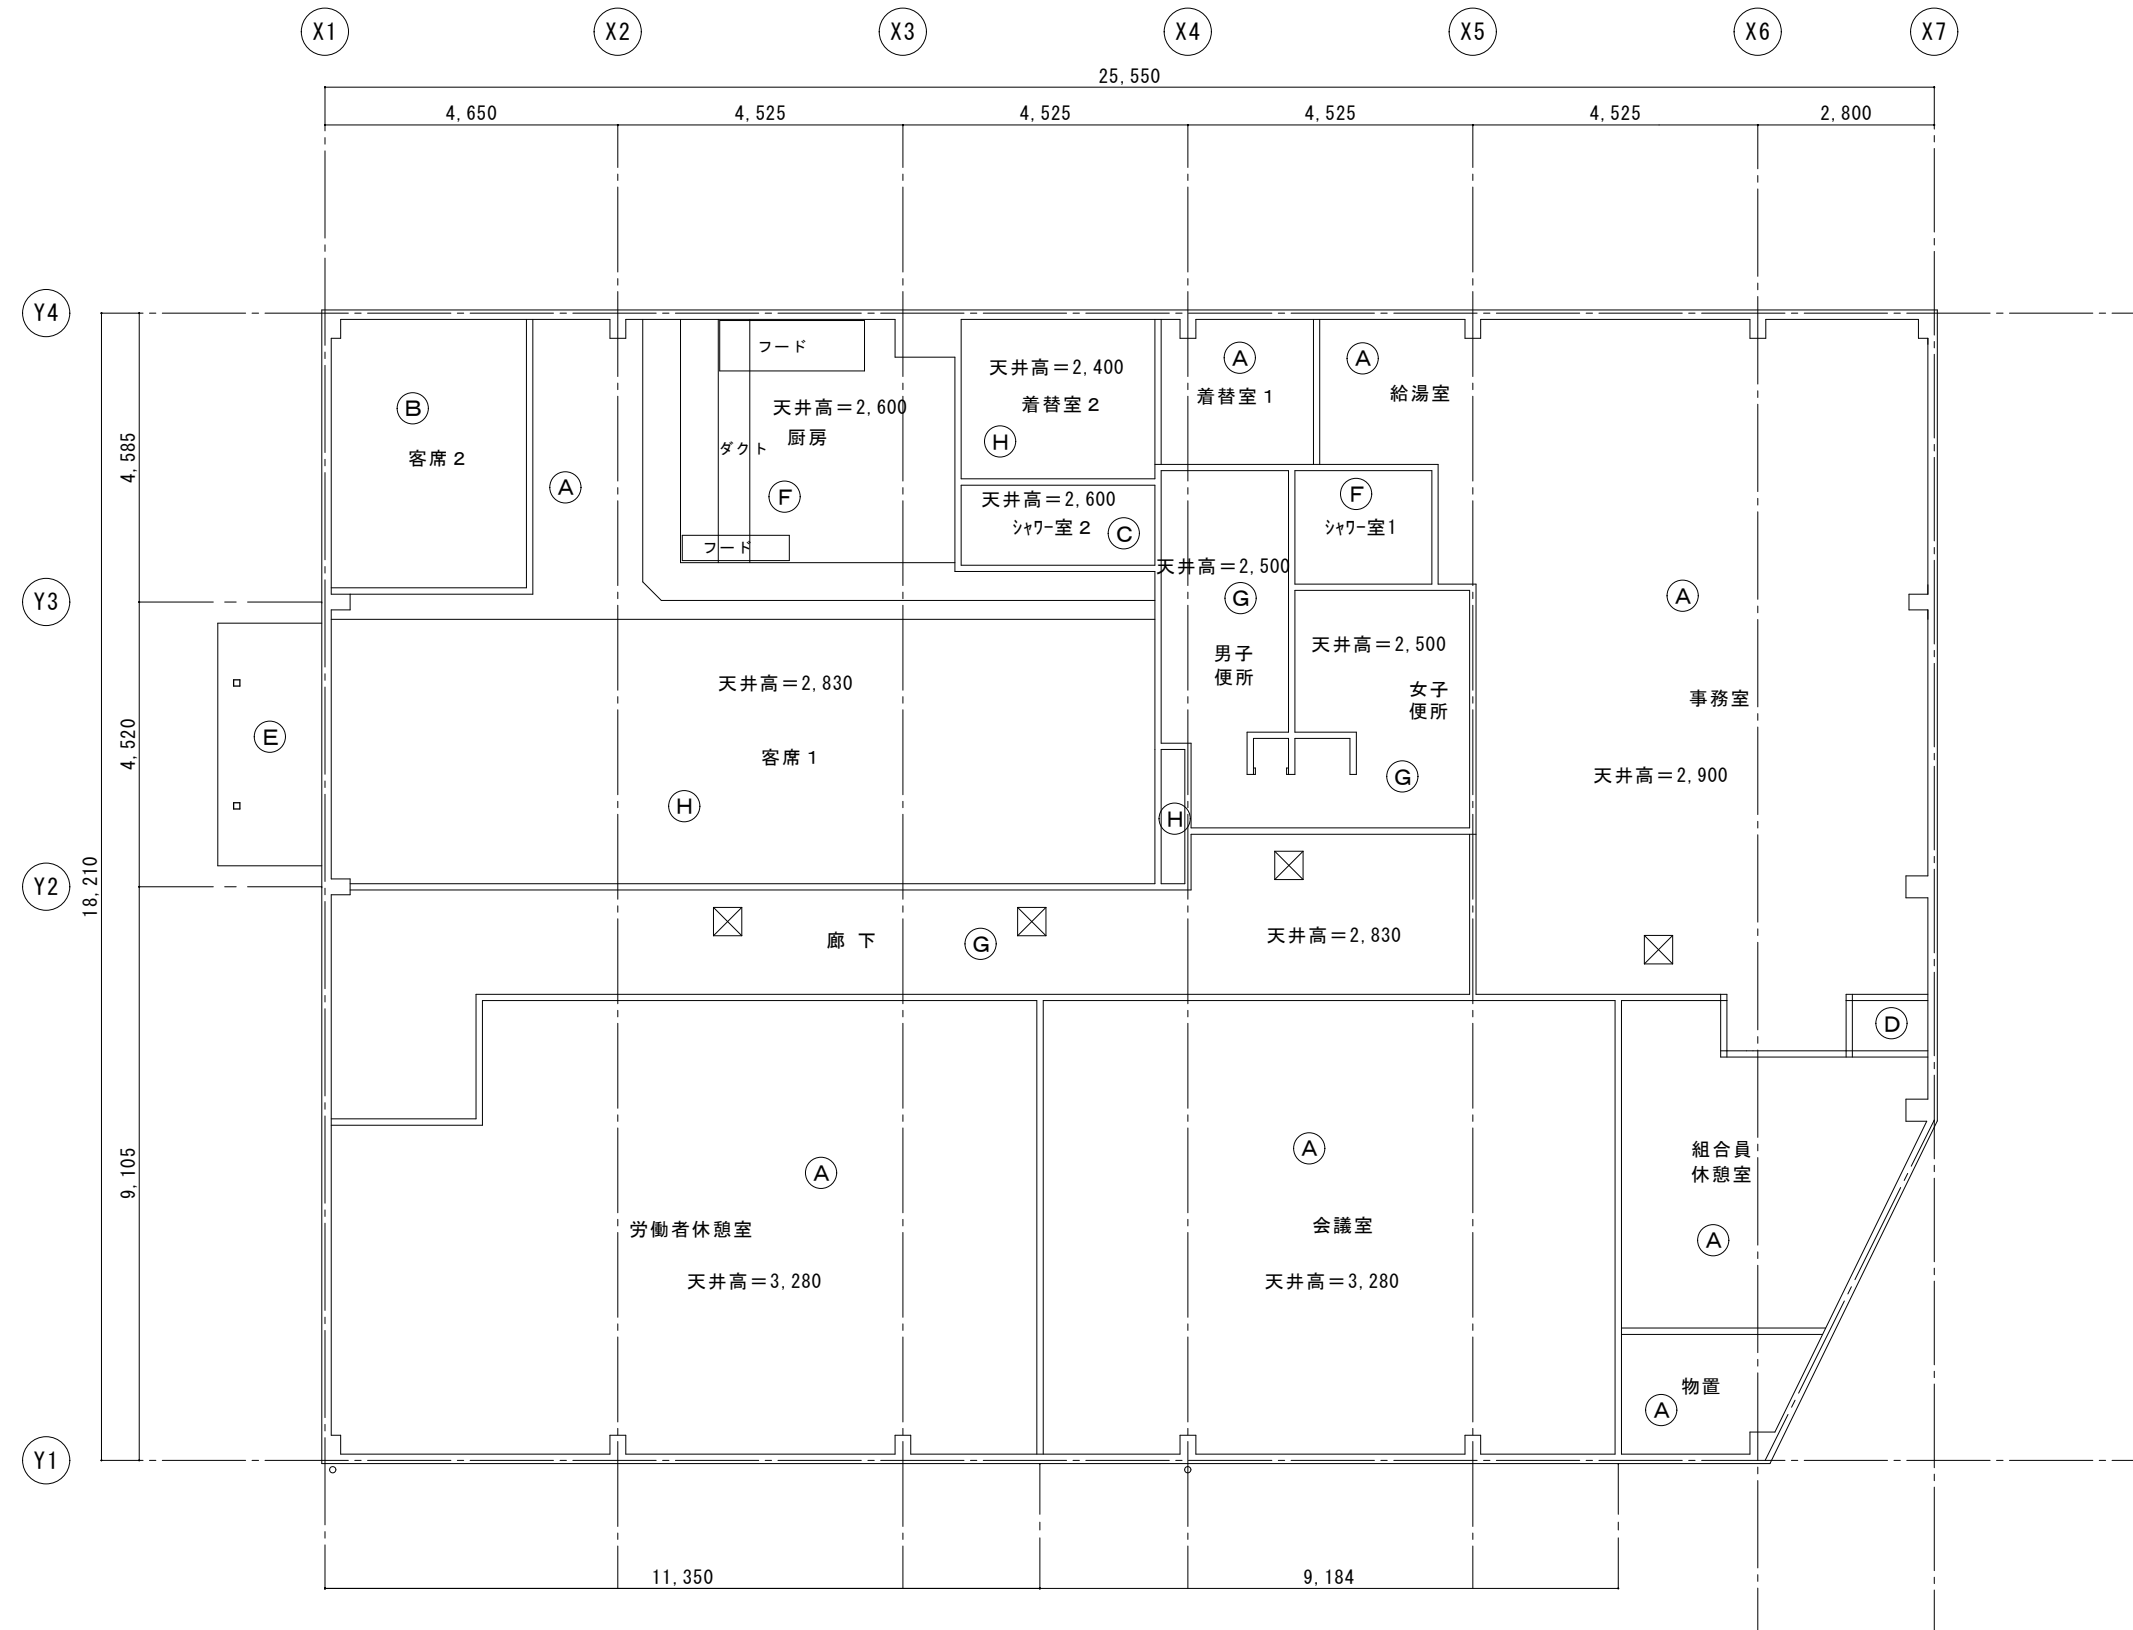 X1 X2 X3 X4 X5 X6 X7
25,550
4,650 4,525 4,525 4,525 4,525 2,800
Y4
フード
天井高=2,400
A
A
着替室2
着替室1
給湯室
B
天井高=2,600
厨房
ダクト
H
客席2
4,585
A
F
天井高=2,600
シャワー室2
C
F
シャワー室1
フード
天井高=2,500
G
A
Y3
天井高=2,500
男子
便所
女子
便所
天井高=2,830
事務室
4,520
E
客席1
天井高=2,900
G
H
H
Y2
18,210
廊 下
G
天井高=2,830
D
9,105
A
A
組合員
休憩室
労働者休憩室
会議室
A
天井高=3,280
天井高=3,280
物置
A
Y1
11,350
9,184